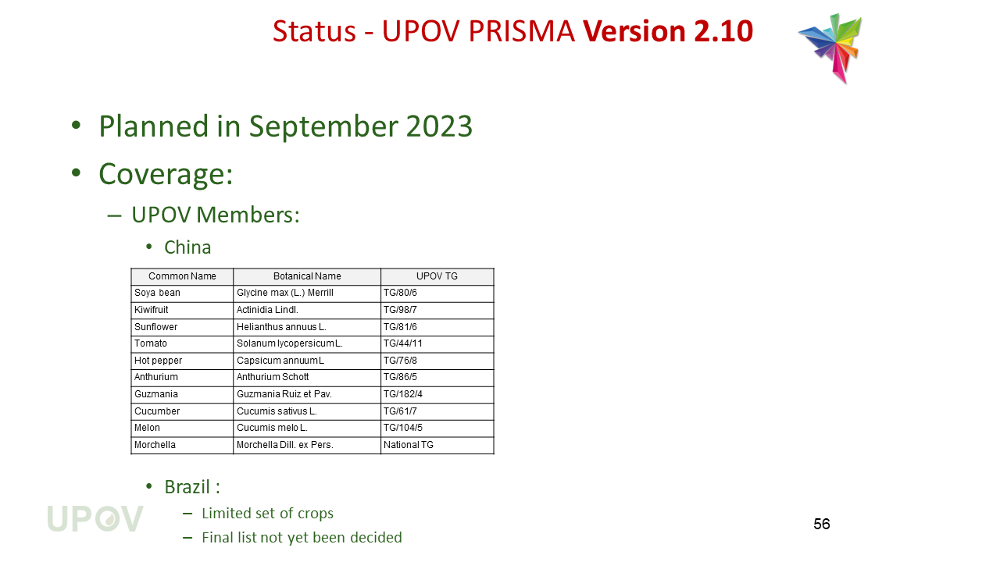 Status - UPOV PRISMA Version 2.10
• Planned in September 2023
• Coverage:
– UPOV Members:
• China
Common Name Botanical Name UPOV TG
Soya bean Glycine max (L.) Merrill TG/80/6
Kiwifruit Actinidia Lindl. TG/98/7
Sunflower Helianthus annuus L. TG/81/6
Tomato Solanum lycopersicum L. TG/44/11
Hot pepper Capsicum annuum L TG/76/8
Anthurium Anthurium Schott TG/86/5
Guzmania Guzmania Ruiz et Pav. TG/182/4
Cucumber Cucumis sativus L. TG/61/7
Melon Cucumis melo L. TG/104/5
Morchella Morchella Dill. ex Pers. National TG
• Brazil :
– Limited set of crops
– Final list not yet been decided
UPOV
56